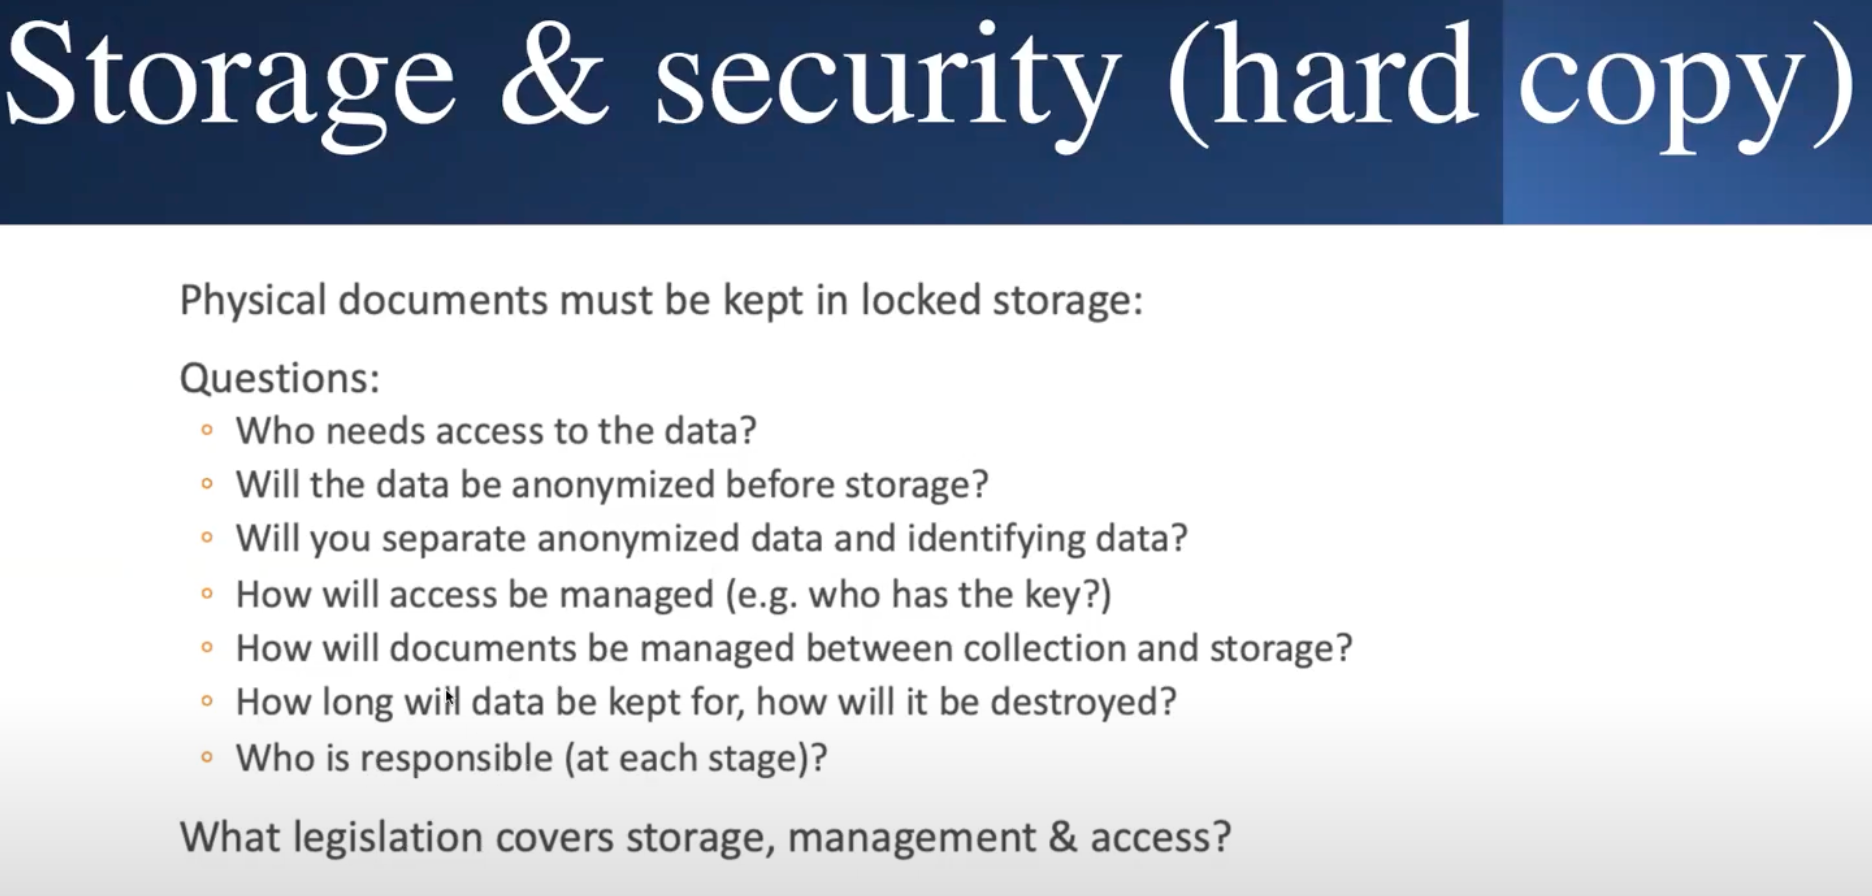 Storage & security (hard copy)
Physical documents must be kept in locked storage:
Questions:
Who needs access to the data?
Will the data be anonymized before storage?
Will you separate anonymized data and identifying data?
How will access be managed (e.g. who has the key?)
How will documents be managed between collection and storage?
How long will data be kept for, how will it be destroyed?
Who is responsible (at each stage)?
What legislation covers storage, management & access?